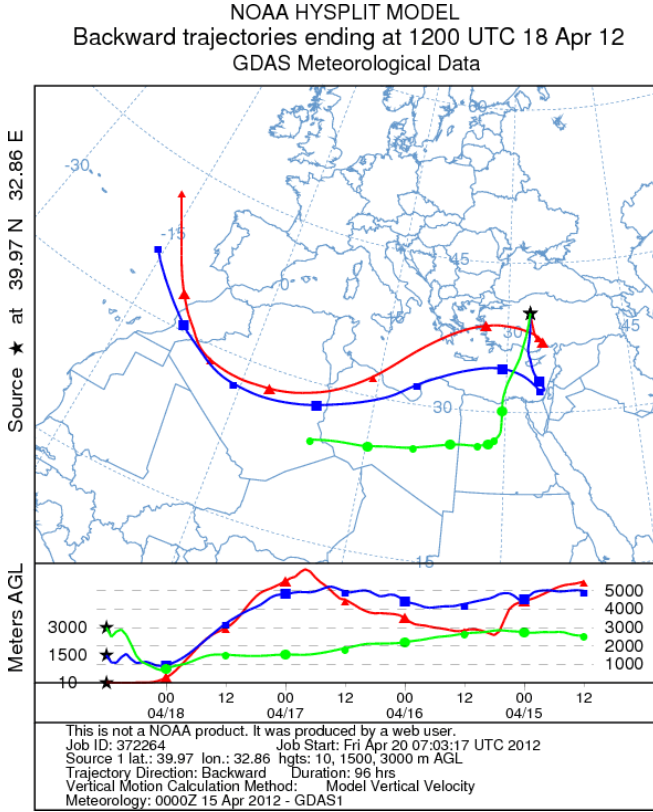 NOAA HYSPLIT MODEL
Backward trajectories ending at 1200 UTC 18 Apr 12
GDAS Meteorological Data
Source ★ at 39.97 N 32.86 E
-30
-15
0
15
30
45
60
45
30
15
Meters AGL
3000
1500
10
5000
4000
3000
2000
1000
00 12 00 12 00 12 00 12
04/18 04/17 04/16 04/15
This is not a NOAA product. It was produced by a web user.
Job ID: 372264 Job Start: Fri Apr 20 07:03:17 UTC 2012
Source 1 lat.: 39.97 lon.: 32.86 hgts: 10, 1500, 3000 m AGL
Trajectory Direction: Backward Duration: 96 hrs
Vertical Motion Calculation Method: Model Vertical Velocity
Meteorology: 0000Z 15 Apr 2012 - GDAS1